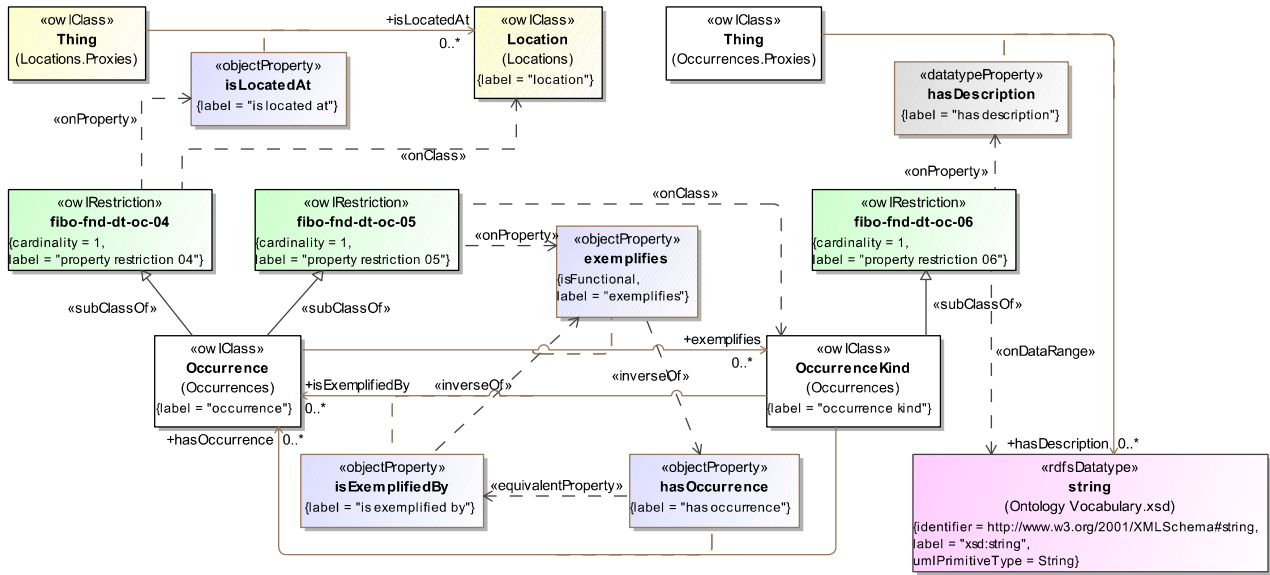 «owlClass»
Thing
(Locations.Proxies)
+isLocatedAt
0..*
«owlClass»
Location
(Locations)
{label = "location"}
«owlClass»
Thing
(Occurrences.Proxies)
«objectProperty»
isLocatedAt
{label = "is located at"}
«datatypeProperty»
hasDescription
{label = "has description"}
«onProperty»
«onClass»
«onProperty»
«owlRestriction»
fibo-fnd-dt-oc-04
{cardinality = 1,
label = "property restriction 04"}
«owlRestriction»
fibo-fnd-dt-oc-05
{cardinality = 1,
label = "property restriction 05"}
«onClass»
«onProperty»
«objectProperty»
exemplifies
{isFunctional,
label = "exemplifies"}
«owlRestriction»
fibo-fnd-dt-oc-06
{cardinality = 1,
label = "property restriction 06"}
«subClassOf»
«subClassOf»
«subClassOf»
«owlClass»
Occurrence
(Occurrences)
{label = "occurrence"}
+exemplifies
0..*
«owlClass»
OccurrenceKind
(Occurrences)
{label = "occurrence kind"}
«onDataRange»
+isExemplifiedBy
0..*
«inverseOf»
«inverseOf»
+hasOccurrence
0..*
+hasDescription
0..*
«objectProperty»
isExemplifiedBy
{label = "is exemplified by"}
«equivalentProperty»
«objectProperty»
hasOccurrence
{label = "has occurrence"}
«rdfsDatatype»
string
(Ontology Vocabulary.xsd)
{identifier = http://www.w3.org/2001/XMLSchema#string,
label = "xsd:string",
umlPrimitiveType = String}